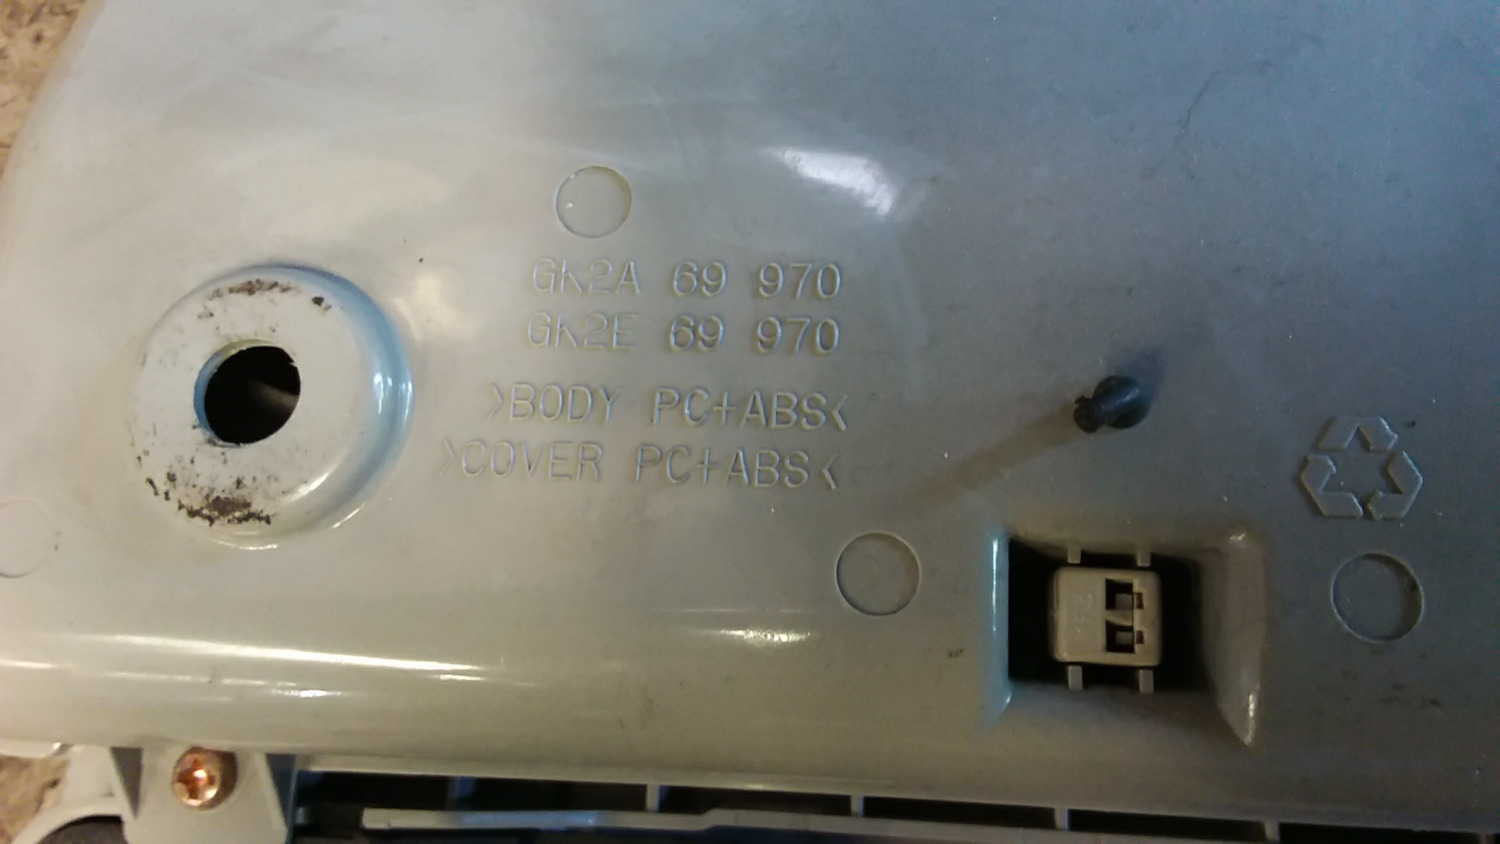 GK2A 69 970
GK2E 69 970
>BODY PC+ABS<
>COVER PC+ABS<